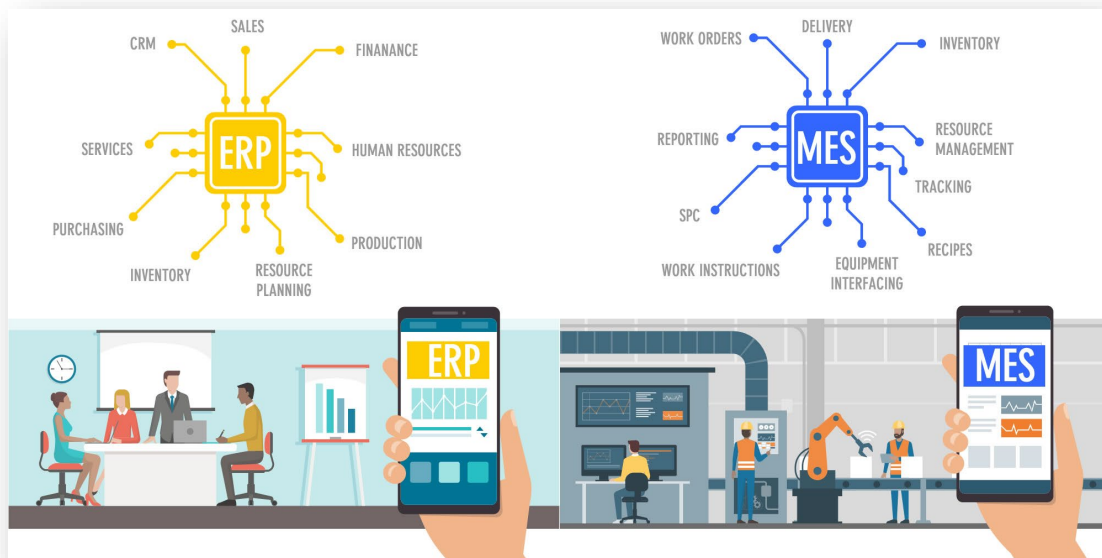 SALES
CRM
FINANANCE
SERVICES
ERP
HUMAN RESOURCES
PURCHASING
PRODUCTION
INVENTORY
RESOURCE
PLANNING
DELIVERY
WORK ORDERS
INVENTORY
REPORTING
MES
RESOURCE
MANAGEMENT
TRACKING
SPC
RECIPES
WORK INSTRUCTIONS
EQUIPMENT
INTERFACING
ERP
MES